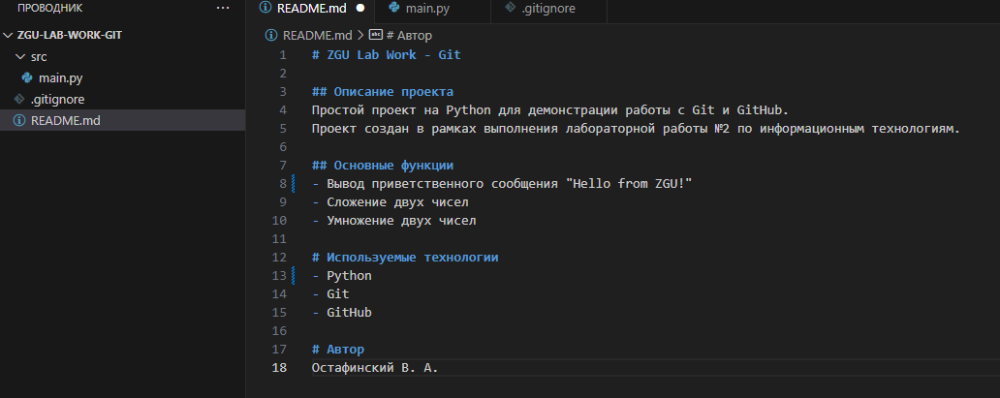 ПРОВОДНИК
ZGU-LAB-WORK-GIT
src
main.py
.gitignore
README.md
README.md
main.py
.gitignore
README.md > # Автор
1 # ZGU Lab Work - Git
2
3 ## Описание проекта
4 Простой проект на Python для демонстрации работы с Git и GitHub.
5 Проект создан в рамках выполнения лабораторной работы №2 по информационным технологиям.
6
7 ## Основные функции
8 - Вывод приветственного сообщения "Hello from ZGU!"
9 - Сложение двух чисел
10 - Умножение двух чисел
11
12 # Используемые технологии
13 - Python
14 - Git
15 - GitHub
16
17 # Автор
18 Остафинский В. А.